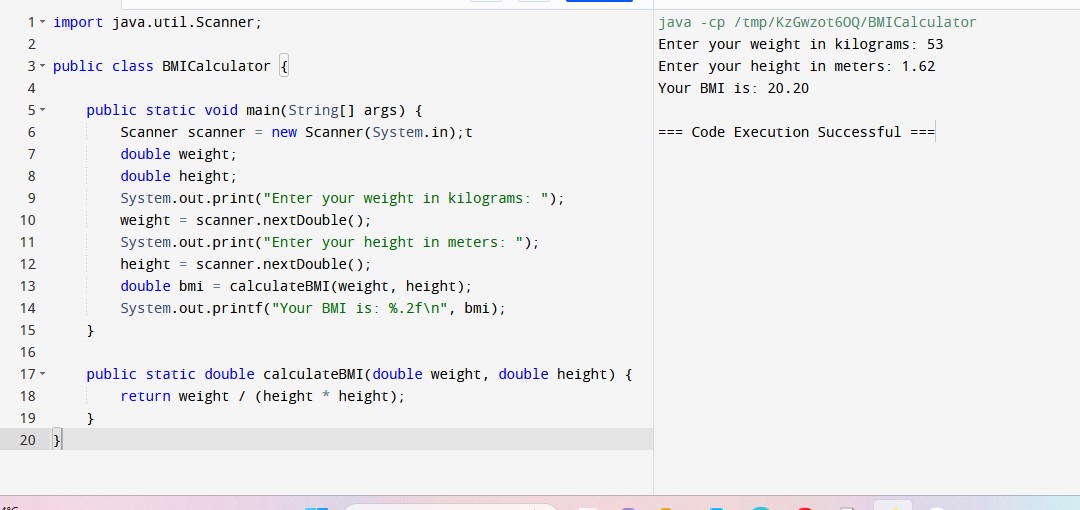 1 import java.util.Scanner;
2
3 public class BMICalculator {
4
5 public static void main(String[] args) {
6 Scanner scanner = new Scanner(System.in);t
7 double weight;
8 double height;
9 System.out.print("Enter your weight in kilograms: ");
10 weight = scanner.nextDouble();
11 System.out.print("Enter your height in meters: ");
12 height = scanner.nextDouble();
13 double bmi = calculateBMI(weight, height);
14 System.out.printf("Your BMI is: %.2f\n", bmi);
15 }
16
17 public static double calculateBMI(double weight, double height) {
18 return weight / (height * height);
19 }
20 }
java -cp /tmp/KzGwzot6OQ/BMICalculator
Enter your weight in kilograms: 53
Enter your height in meters: 1.62
Your BMI is: 20.20
=== Code Execution Successful ===